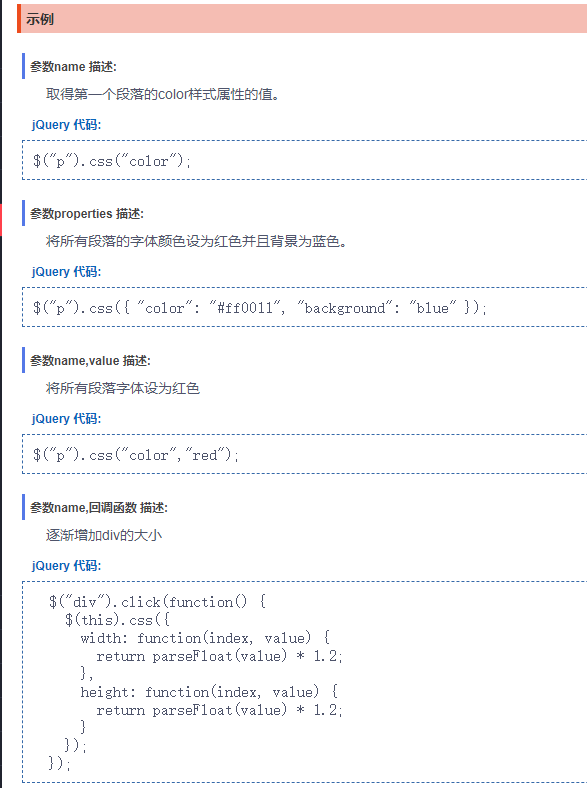 示例
参数name 描述:
取得第一个段落的color样式属性的值。
jQuery 代码:
$("p").css("color");
参数properties 描述:
将所有段落的字体颜色设为红色并且背景为蓝色。
jQuery 代码:
$("p").css({ "color": "#ff0011", "background": "blue" });
参数name,value 描述:
将所有段落字体设为红色
jQuery 代码:
$("p").css("color","red");
参数name,回调函数 描述:
逐渐增加div的大小
jQuery 代码:
$("div").click(function() {
$(this).css({
width: function(index, value) {
return parseFloat(value) * 1.2;
},
height: function(index, value) {
return parseFloat(value) * 1.2;
}
});
});